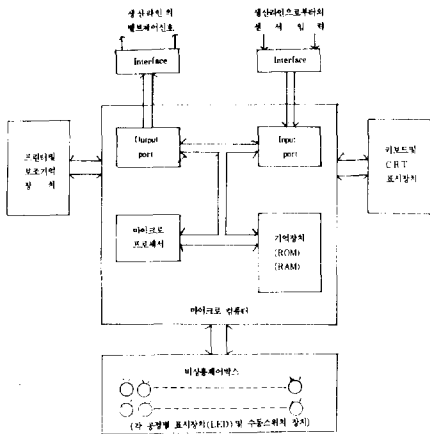 생산라인의
밸브제어신호
생산라인으로부터의
센서입력
Interface
Interface
Output
port
Input
port
프린터및
보조기억
장치
키보드및
CRT
표시장치
마이크로
프로세서
기억장치
(ROM)
(RAM)
마이크로 컴퓨터
비상용제어박스
(각 공정별 표시장치(LED) 및 수동스위치 장치)